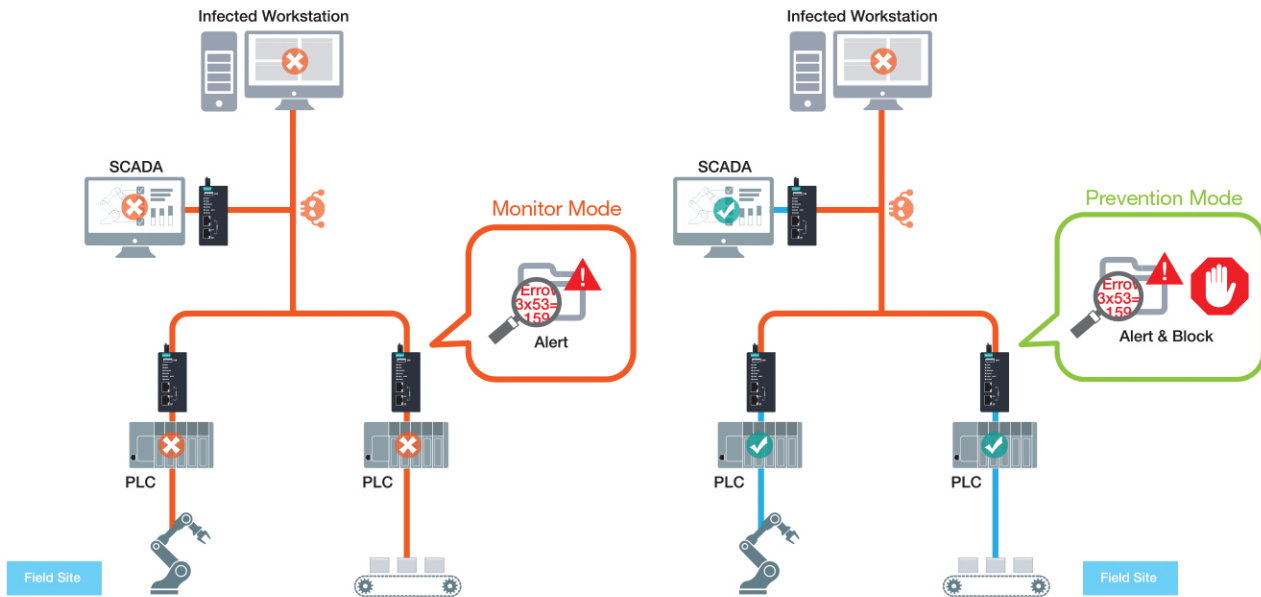 Infected Workstation
SCADA
Monitor Mode
Error
3x53=
159
Alert
PLC
PLC
Field Site
Infected Workstation
SCADA
Prevention Mode
Error
3x53=
159
Alert & Block
PLC
PLC
Field Site